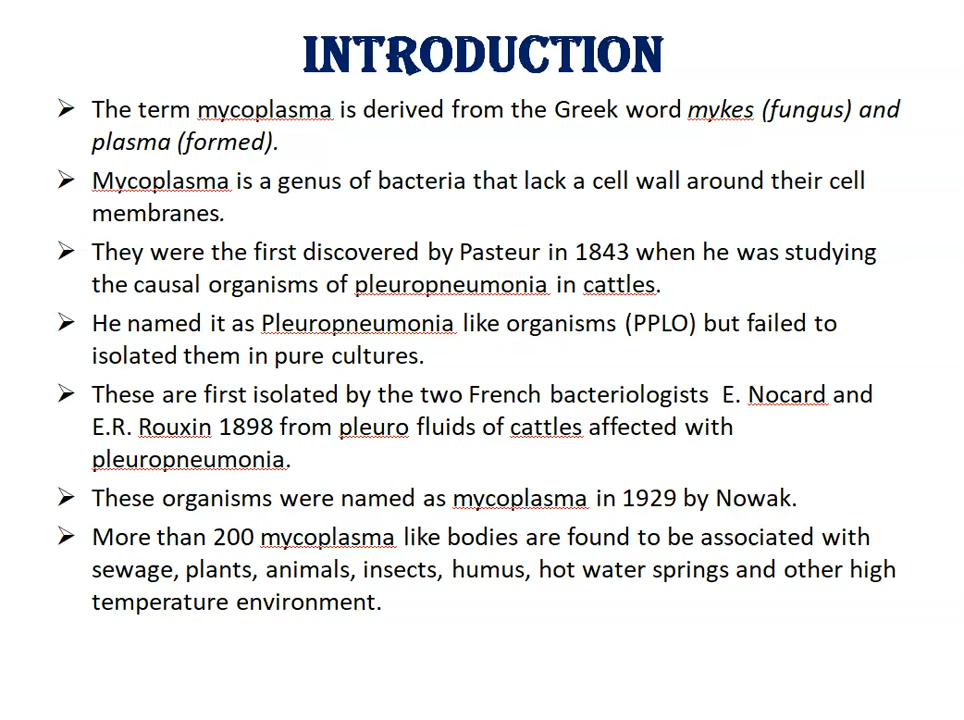 INTRODUCTION
➢ The term mycoplasma is derived from the Greek word mykes (fungus) and
plasma (formed).
➢ Mycoplasma is a genus of bacteria that lack a cell wall around their cell
membranes.
➢ They were the first discovered by Pasteur in 1843 when he was studying
the causal organisms of pleuropneumonia in cattles.
➢ He named it as Pleuropneumonia like organisms (PPLO) but failed to
isolated them in pure cultures.
➢ These are first isolated by the two French bacteriologists E. Nocard and
E.R. Rouxin 1898 from pleuro fluids of cattles affected with
pleuropneumonia.
➢ These organisms were named as mycoplasma in 1929 by Nowak.
➢ More than 200 mycoplasma like bodies are found to be associated with
sewage, plants, animals, insects, humus, hot water springs and other high
temperature environment.